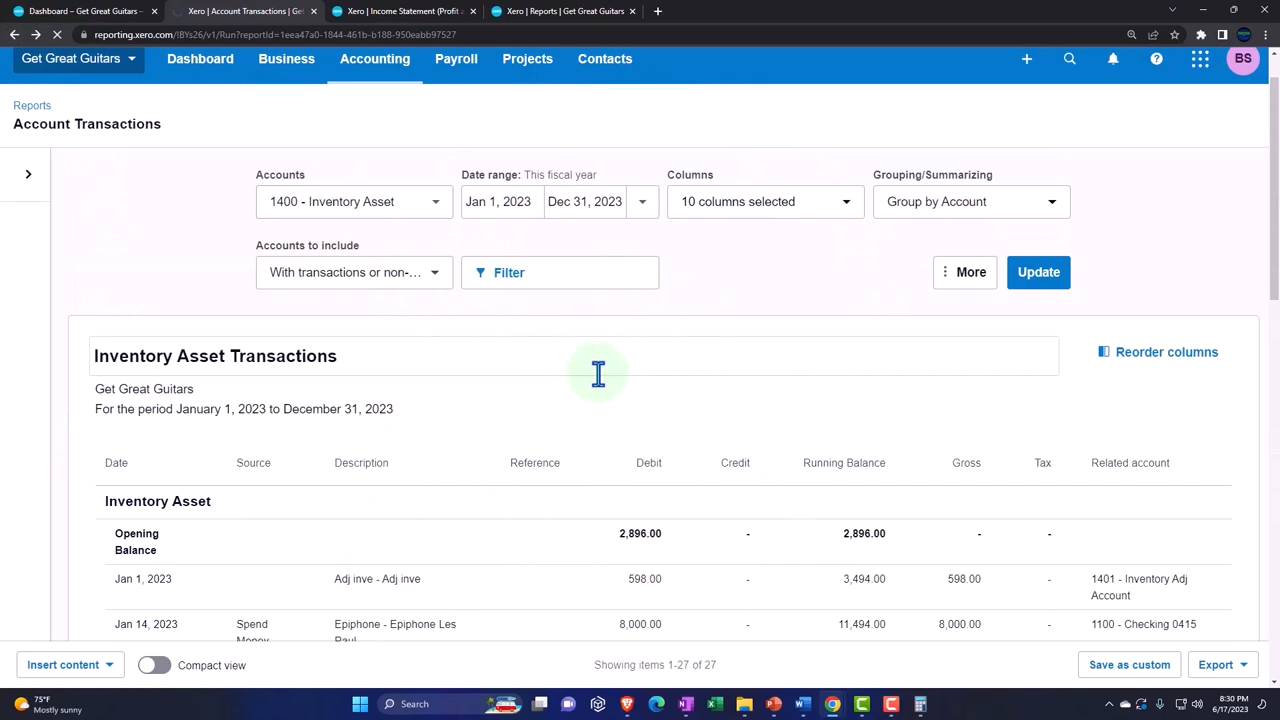 Dashboard – Get Great Guitars
Xero | Account Transactions | Get
Xero | Income Statement (Profit a
Xero | Reports | Get Great Guitars
reporting.xero.com/!BYs26/v1/Run?reportId=1eea47a0-1844-461b-b188-950eabb97527
Get Great Guitars
Dashboard
Business
Accounting
Payroll
Projects
Contacts
BS
Reports
Account Transactions
Accounts
Date range: This fiscal year
Columns
Grouping/Summarizing
1400 - Inventory Asset
Jan 1, 2023
Dec 31, 2023
10 columns selected
Group by Account
Accounts to include
With transactions or non-...
Filter
More
Update
Inventory Asset Transactions
Reorder columns
Get Great Guitars
For the period January 1, 2023 to December 31, 2023
Date Source Description Reference Debit Credit Running Balance Gross Tax Related account
Inventory Asset
Opening Balance 2,896.00 - 2,896.00 - -
Jan 1, 2023 Adj inve - Adj inve 598.00 - 3,494.00 598.00 - 1401 - Inventory Adj
Account
Jan 14, 2023 Spend Epiphone - Epiphone Les 8,000.00 - 11,494.00 8,000.00 - 1100 - Checking 0415
Money Paul
Insert content
Compact view
Showing items 1-27 of 27
Save as custom
Export
75°F
Mostly sunny
Search
8:30 PM
6/17/2023